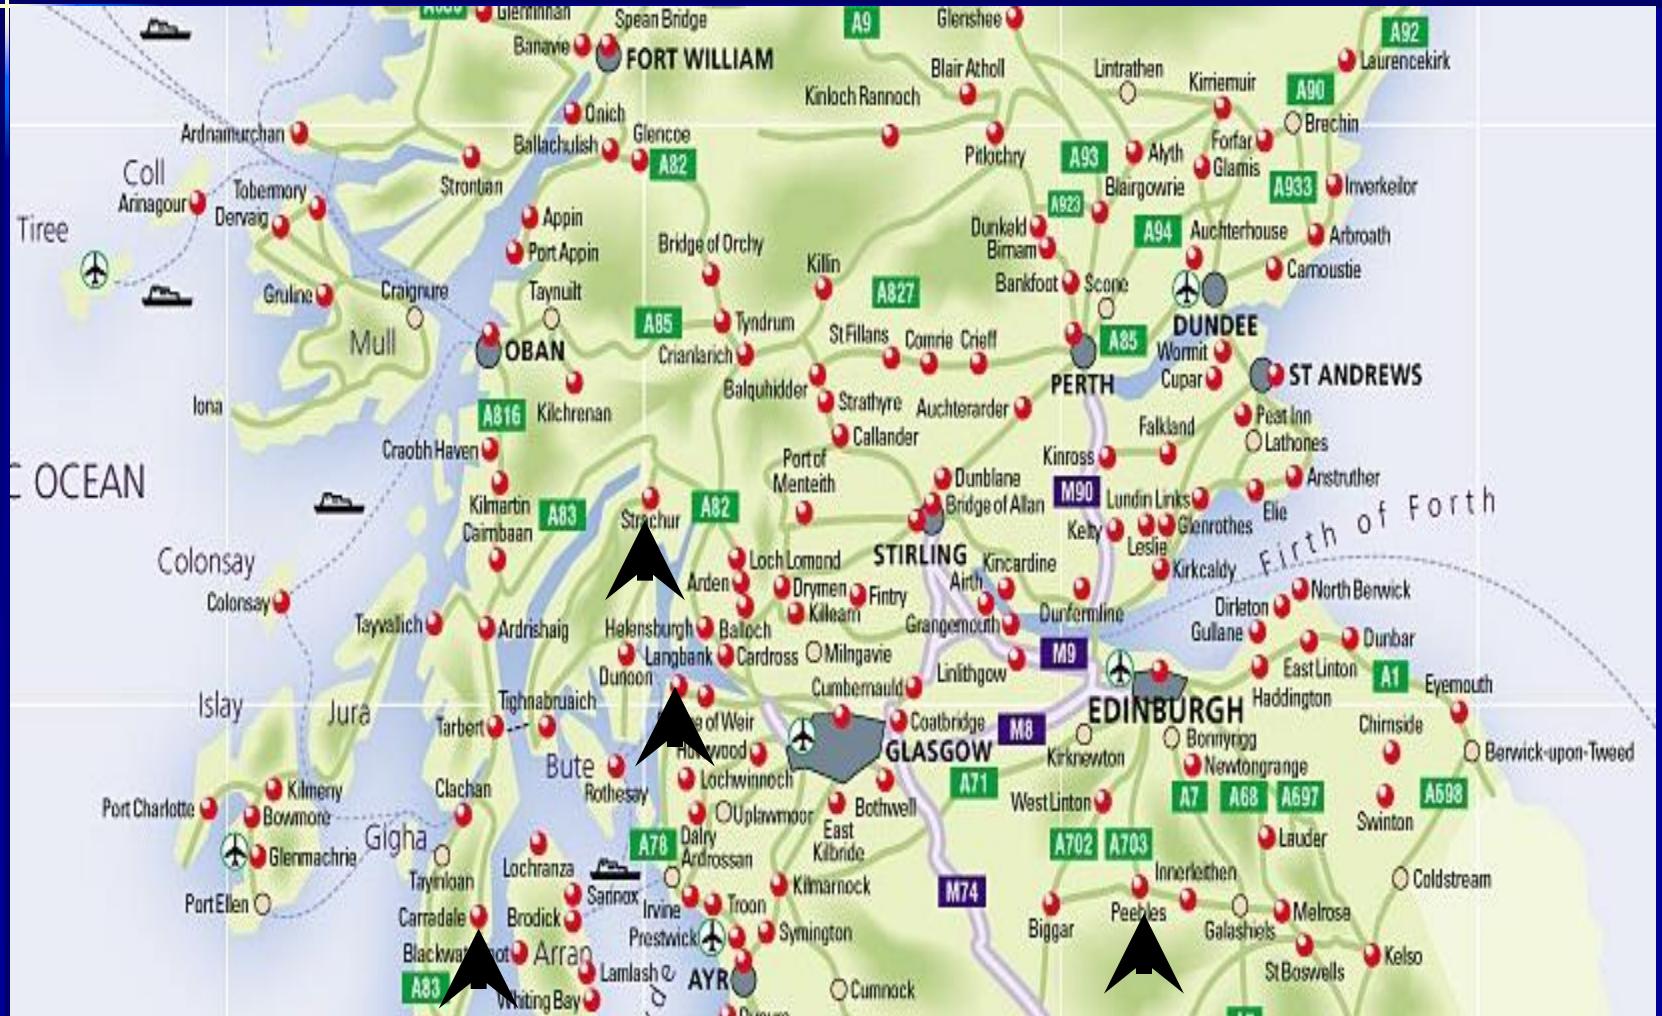 Glenfinnan
Spean Bridge
A9
Glenshee
A92
Banavie
FORT WILLIAM
Laurencekirk
Blair Atholl
Lintrathen
Kirriemuir
A90
Kinloch Rannoch
Onich
Brechin
Ardnamurchan
Ballachulish
Glencoe
Forfar
A82
Pitlochry
A93
Alyth
Glamis
Coll
Arinagour
Tobermory
Strontian
Blairgowrie
A933
Inverkeilor
Dervaig
A923
Appin
Tiree
Dunkeld
A94
Auchterhouse
Arbroath
Port Appin
Bridge of Orchy
Birnam
Killin
Bankfoot
Scone
Carnoustie
Gruline
Craignure
Taynuilt
A827
A85
Tyndrum
St Fillans
Comrie
Crieff
A85
DUNDEE
Mull
OBAN
Crianlarich
Wormit
PERTH
Cupar
ST ANDREWS
Iona
Kilchrenan
Balquhidder
Strathyre
Auchterarder
A816
Peat Inn
Craobh Haven
Callander
Falkland
Lathones
Port of
Menteith
Kinross
C OCEAN
Dunblane
Anstruther
Kilmartin
A83
Strachur
A82
Bridge of Allan
M90
Lundin Links
Elie
Firth of Forth
Cairnbaan
Kelty
Glenrothes
Leslie
STIRLING
Colonsay
Loch Lomond
Kincardine
Kirkcaldy
Arden
Drymen
Fintry
Airth
North Berwick
Colonsay
Killearn
Dunfermline
Dirleton
Tayvallich
Ardrishaig
Helensburgh
Balloch
Grangemouth
Gullane
Dunbar
Langbank
Cardross
Milngavie
M9
Linlithgow
East Linton
A1
Dunoon
Cumbernauld
Haddington
Eyemouth
Islay
Jura
Tighnabruaich
EDINBURGH
Tarbert
e of Weir
Coatbridge
M8
Chirnside
GLASGOW
Kirknewton
Bonnyrigg
Berwick-upon-Tweed
Bute
Newtongrange
Rothesay
Lochwinnoch
A71
Port Charlotte
Kilmeny
Clachan
Bothwell
West Linton
A7
A68
A697
A698
Bowmore
Uplawmoor
Swinton
Gigha
A78
Dalry
East
Kilbride
A702
A703
Lauder
Glenmachrie
Lochranza
Ardrossan
Innerleithen
Tayinloan
Sannox
Kilmarnock
Coldstream
Port Ellen
Carradale
Brodick
Irvine
Troon
M74
Peebles
Melrose
Biggar
Galashiels
Prestwick
Symington
Arran
Kelso
Lamlash
St Boswells
A83
AYR
Cumnock
Whiting Bay